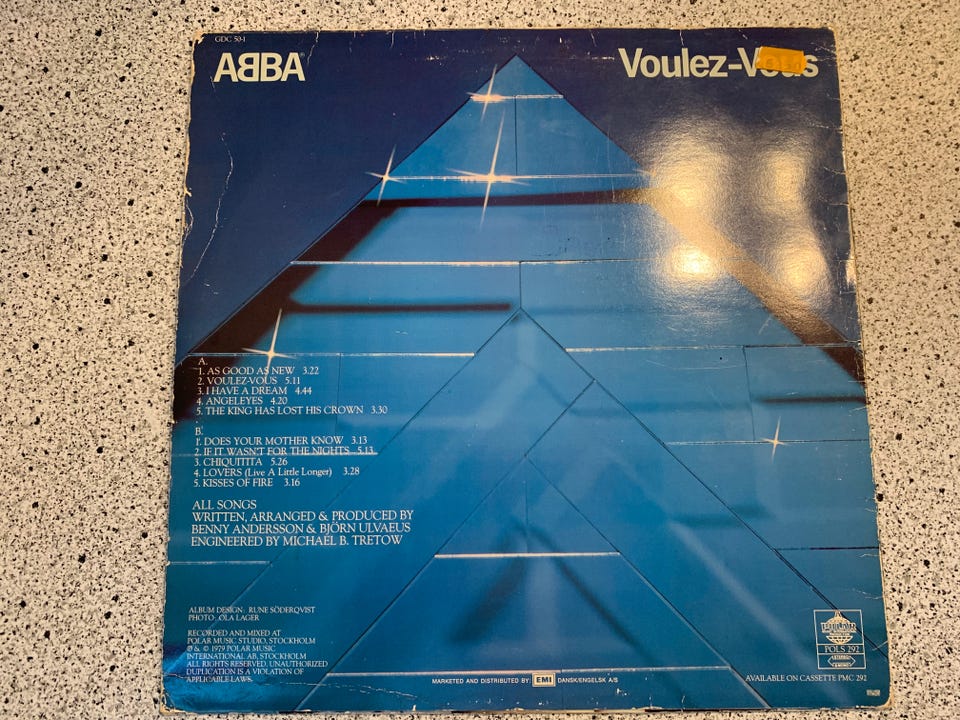 GDC 50-1
ABBA
Voulez-Vous
A.
1. AS GOOD AS NEW 3.22
2. VOULEZ-VOUS 5.11
3. I HAVE A DREAM 4.44
4. ANGELEYES 4.20
5. THE KING HAS LOST HIS CROWN 3.30
B.
1. DOES YOUR MOTHER KNOW 3.13
2. IF IT WASN'T FOR THE NIGHTS 5.13
3. CHIQUITITA 5.26
4. LOVERS (Live A Little Longer) 3.28
5. KISSES OF FIRE 3.16
ALL SONGS
WRITTEN, ARRANGED & PRODUCED BY
BENNY ANDERSSON & BJÖRN ULVAEUS
ENGINEERED BY MICHAEL B. TRETOW
ALBUM DESIGN: RUNE SÖDERQVIST
PHOTO: OLA LAGER
RECORDED AND MIXED AT
POLAR MUSIC STUDIO, STOCKHOLM
℗ & © 1979 POLAR MUSIC
INTERNATIONAL AB, STOCKHOLM
ALL RIGHTS RESERVED, UNAUTHORIZED
DUPLICATION IS A VIOLATION OF
APPLICABLE LAWS.
MARKETED AND DISTRIBUTED BY: EMI DANSK/ENGELSK A/S
POLAR
POLS 292
STEREO
AVAILABLE ON CASSETTE PMC 292